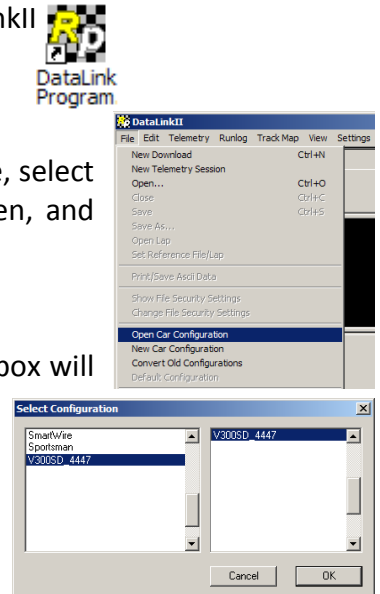 nkII
Rp
DataLink
Program
DataLinkII
File Edit Telemetry Runlog Track Map View Settings
New Download Ctrl+N
New Telemetry Session
Open... Ctrl+O
Close Ctrl+C
Save Ctrl+S
Save As...
Open Lap
Set Reference File/Lap
Print/Save Ascii Data
Show File Security Settings
Change File Security Settings
Open Car Configuration
New Car Configuration
Convert Old Configurations
Default Configuration
, select
en, and
box will
Select Configuration
SmartWire
Sportsman
V300SD_4447
V300SD_4447
Cancel OK